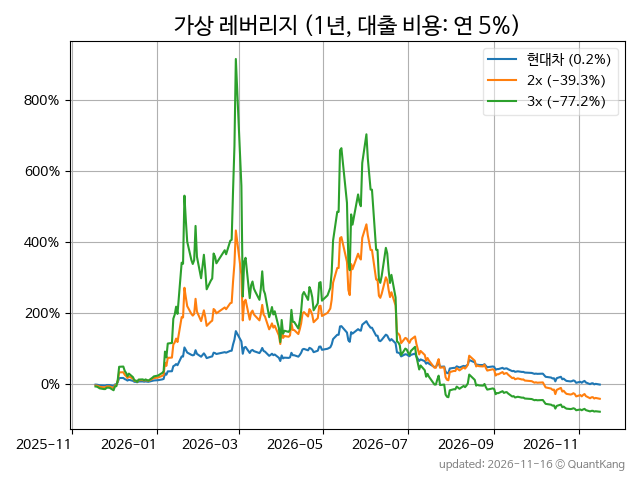 가상 레버리지 (1년, 대출 비용: 연 5%)
현대차 (0.2%)
2x (-39.3%)
3x (-77.2%)
800%
600%
400%
200%
0%
2025-11 2026-01 2026-03 2026-05 2026-07 2026-09 2026-11
updated: 2026-11-16 © QuantKang